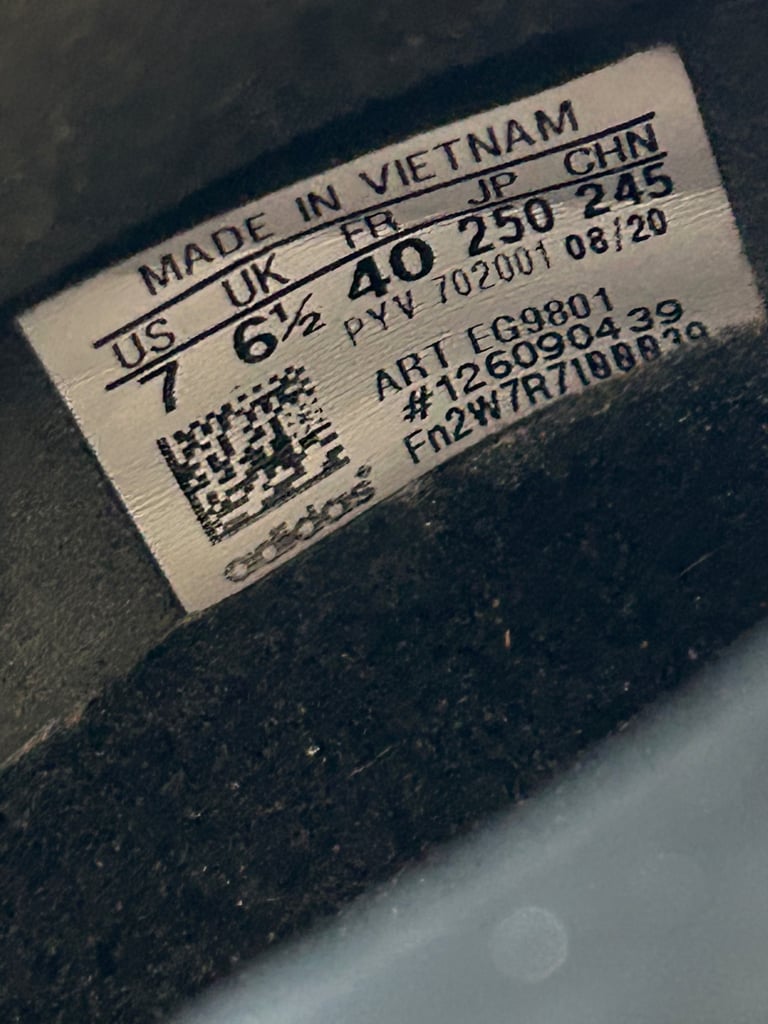 MADE IN VIETNAM
US UK FR JP CHN
7 6½ 40 250 245
PYV 702001 08/20
ART EG9801
#126090439
adidas